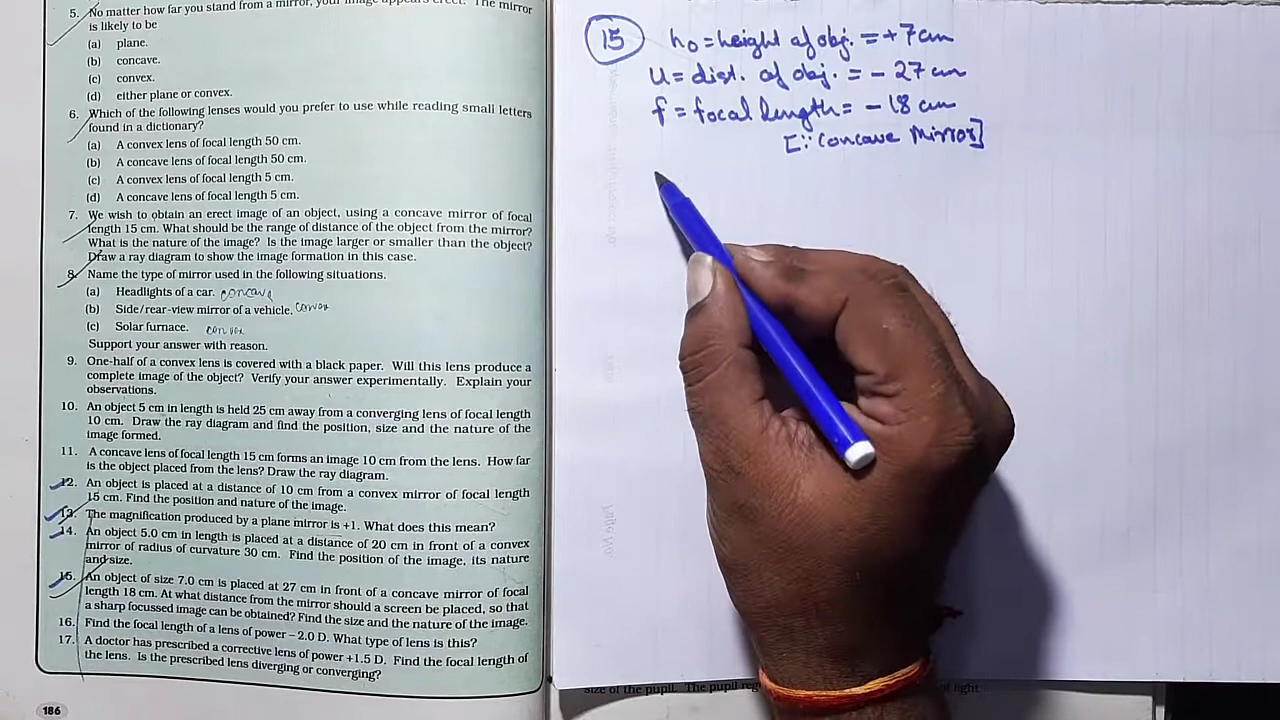 5. No matter how far you stand from a mirror, your image appears erect. The mirror
is likely to be
(a) plane.
(b) concave.
(c) convex.
(d) either plane or convex.
6. Which of the following lenses would you prefer to use while reading small letters
found in a dictionary?
(a) A convex lens of focal length 50 cm.
(b) A concave lens of focal length 50 cm.
(c) A convex lens of focal length 5 cm.
(d) A concave lens of focal length 5 cm.
7. We wish to obtain an erect image of an object, using a concave mirror of focal
length 15 cm. What should be the range of distance of the object from the mirror?
What is the nature of the image? Is the image larger or smaller than the object?
Draw a ray diagram to show the image formation in this case.
8. Name the type of mirror used in the following situations.
(a) Headlights of a car. concave
(b) Side/rear-view mirror of a vehicle. convex
(c) Solar furnace. convex
Support your answer with reason.
9. One-half of a convex lens is covered with a black paper. Will this lens produce a
complete image of the object? Verify your answer experimentally. Explain your
observations.
10. An object 5 cm in length is held 25 cm away from a converging lens of focal length
10 cm. Draw the ray diagram and find the position, size and the nature of the
image formed.
11. A concave lens of focal length 15 cm forms an image 10 cm from the lens. How far
is the object placed from the lens? Draw the ray diagram.
12. An object is placed at a distance of 10 cm from a convex mirror of focal length
15 cm. Find the position and nature of the image.
13. The magnification produced by a plane mirror is +1. What does this mean?
14. An object 5.0 cm in length is placed at a distance of 20 cm in front of a convex
mirror of radius of curvature 30 cm. Find the position of the image, its nature
and size.
15. An object of size 7.0 cm is placed at 27 cm in front of a concave mirror of focal
length 18 cm. At what distance from the mirror should a screen be placed, so that
a sharp focussed image can be obtained? Find the size and the nature of the image.
16. Find the focal length of a lens of power – 2.0 D. What type of lens is this?
17. A doctor has prescribed a corrective lens of power +1.5 D. Find the focal length of
the lens. Is the prescribed lens diverging or converging?
186
15 ho = height of obj. = +7 cm
u = dist. of obj. = - 27 cm
f = focal length = - 18 cm
[∵ Concave Mirror]
size of the pupil. The pupil of light